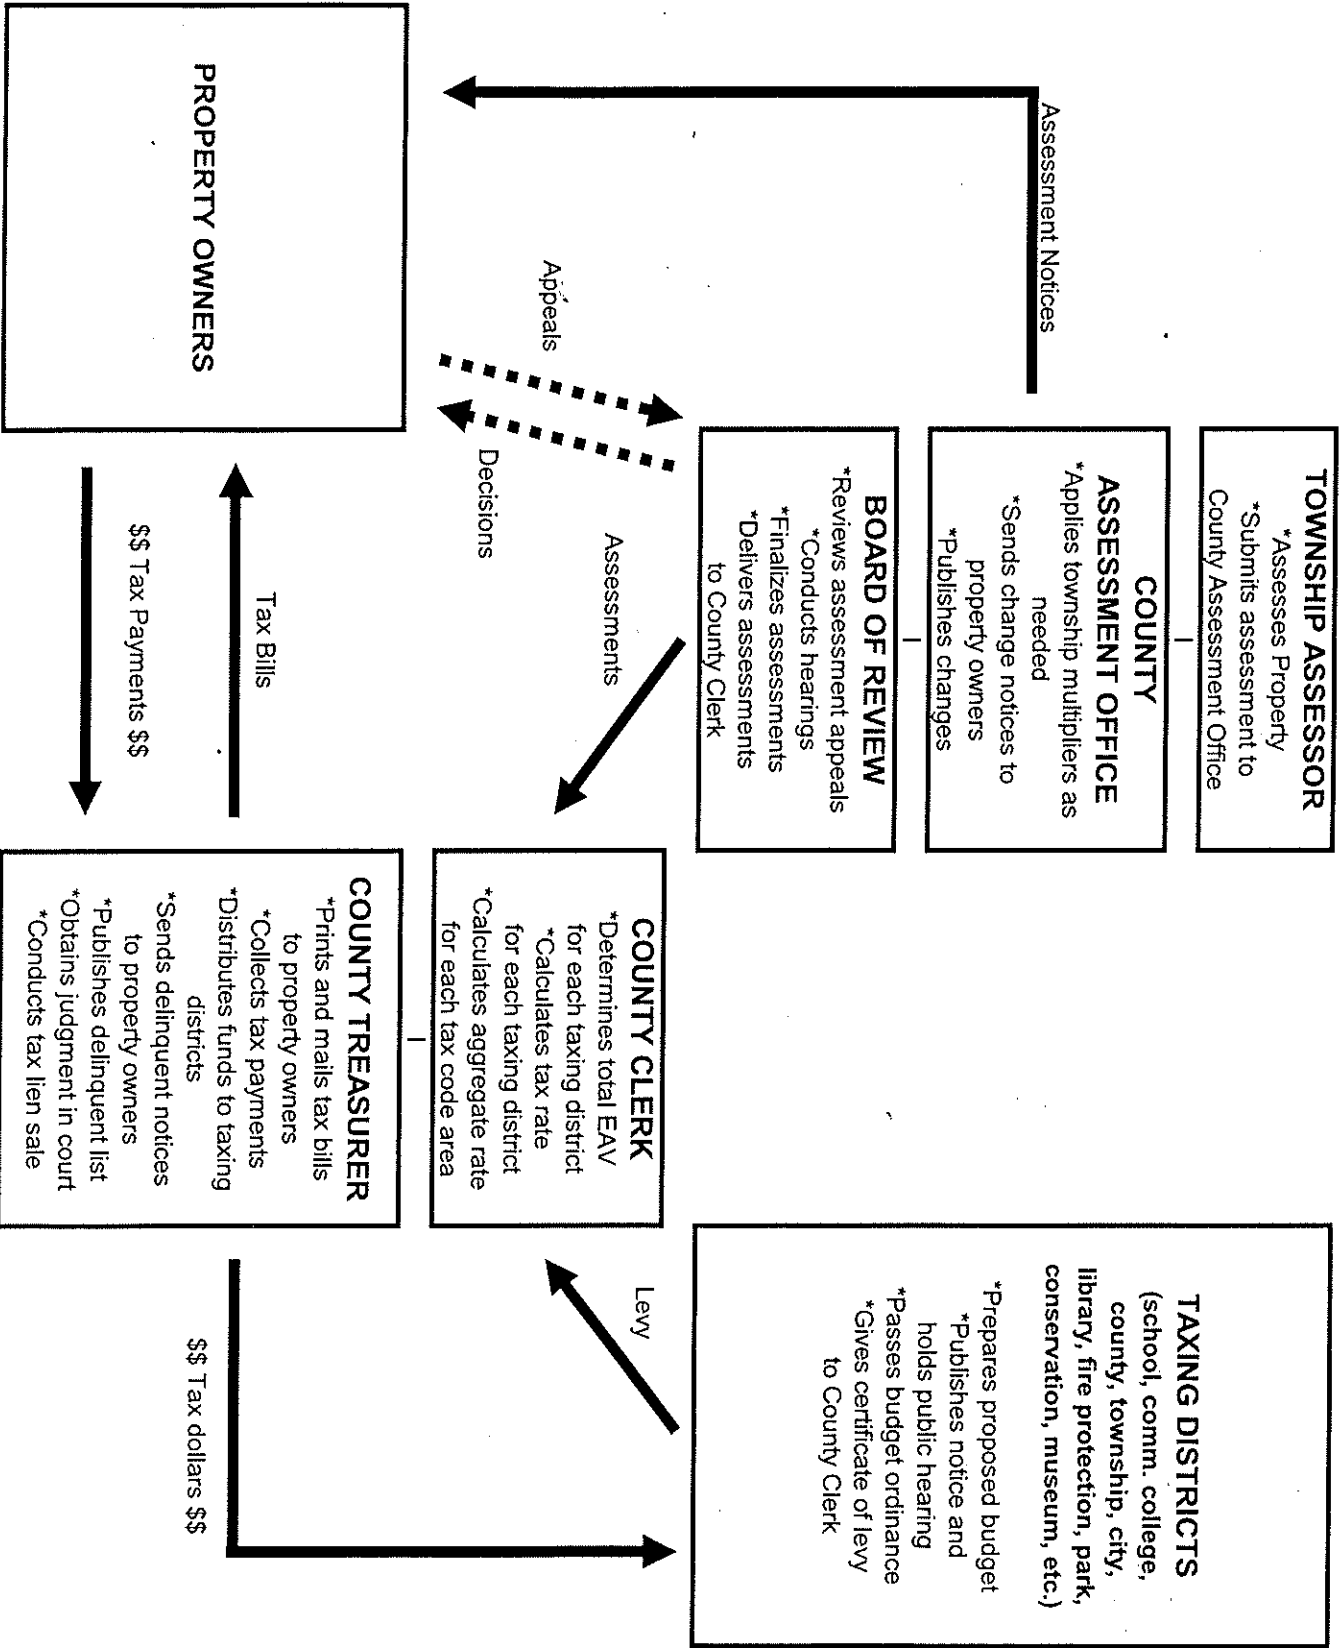 TOWNSHIP ASSESSOR
*Assesses Property
*Submits assessment to
County Assessment Office
COUNTY
ASSESSMENT OFFICE
*Applies township multipliers as
needed
*Sends change notices to
property owners
*Publishes changes
BOARD OF REVIEW
*Reviews assessment appeals
*Conducts hearings
*Finalizes assessments
*Delivers assessments
to County Clerk
Assessment Notices
Appeals
Decisions
PROPERTY OWNERS
Assessments
TAXING DISTRICTS
(school, comm. college,
county, township, city,
library, fire protection, park,
conservation, museum, etc.)
*Prepares proposed budget
*Publishes notice and
holds public hearing
*Passes budget ordinance
*Gives certificate of levy
to County Clerk
Levy
COUNTY CLERK
*Determines total EAV
for each taxing district
*Calculates tax rate
for each taxing district
*Calculates aggregate rate
for each tax code area
Tax Bills
$$ Tax Payments $$
COUNTY TREASURER
*Prints and mails tax bills
to property owners
*Collects tax payments
*Distributes funds to taxing
districts
*Sends delinquent notices
to property owners
*Publishes delinquent list
*Obtains judgment in court
*Conducts tax lien sale
$$ Tax dollars $$